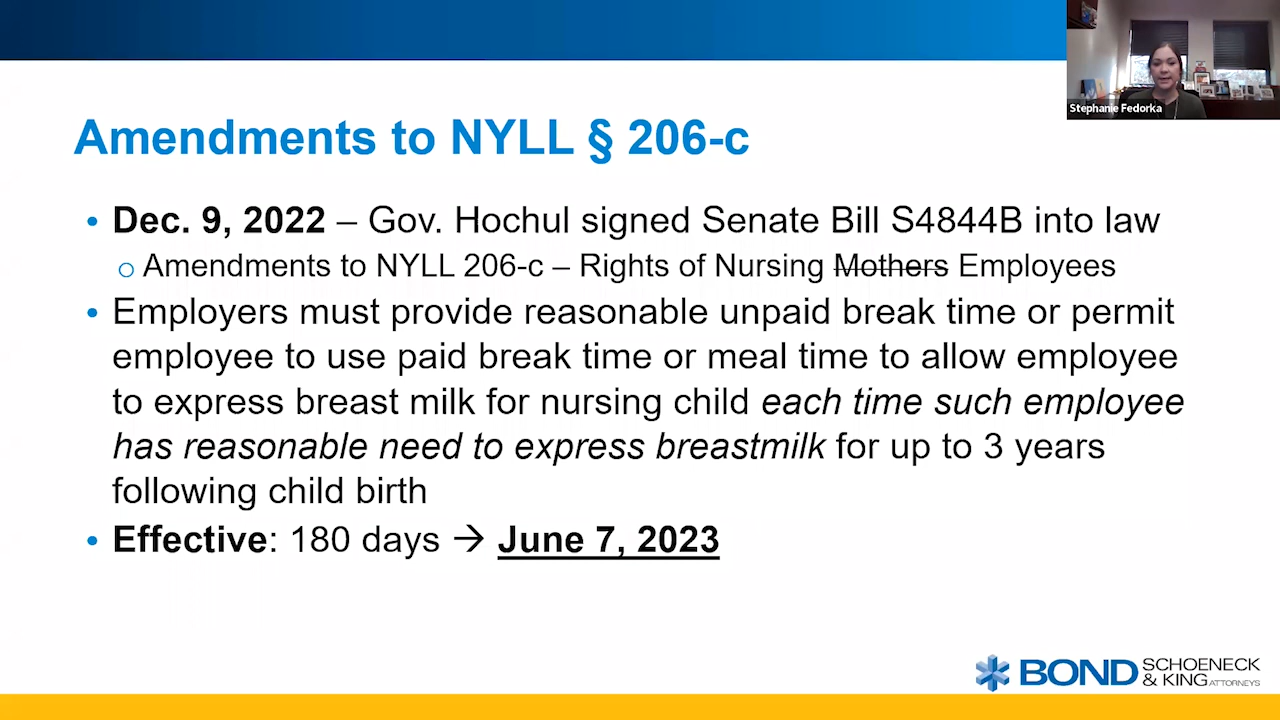 Stephanie Fedorka
Amendments to NYLL § 206-c
• Dec. 9, 2022 – Gov. Hochul signed Senate Bill S4844B into law
o Amendments to NYLL 206-c – Rights of Nursing Mothers Employees
• Employers must provide reasonable unpaid break time or permit
employee to use paid break time or meal time to allow employee
to express breast milk for nursing child each time such employee
has reasonable need to express breastmilk for up to 3 years
following child birth
• Effective: 180 days → June 7, 2023
BOND SCHOENECK
& KING ATTORNEYS